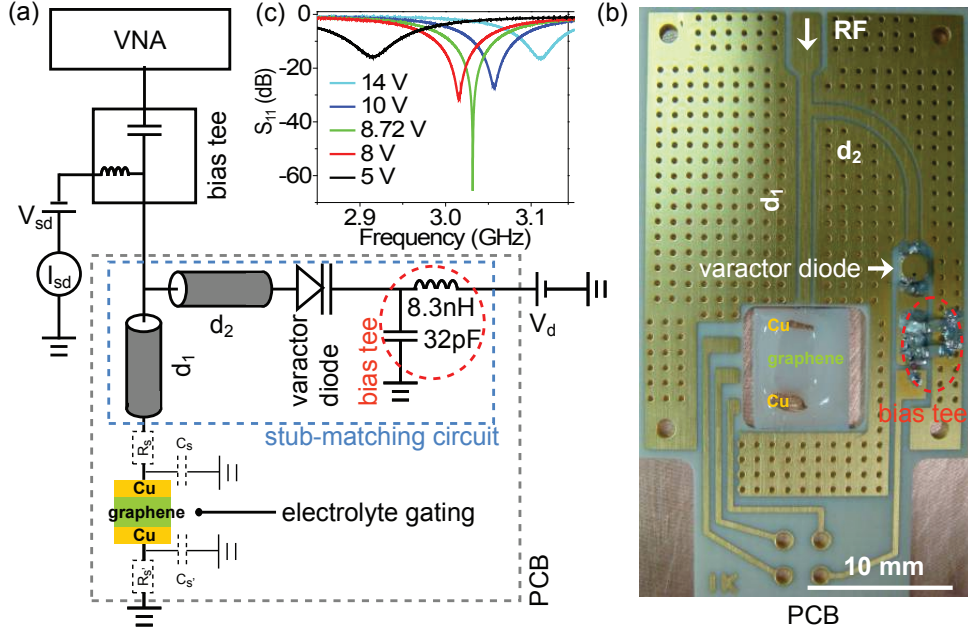 (a)
VNA
bias tee
V_sd
I_sd
d_2
d_1
varactor
diode
8.3nH
32pF
bias tee
V_d
stub-matching circuit
R_s
C_s
Cu
graphene
Cu
electrolyte gating
R_s'
C_s'
PCB
(c)
S_11 (dB)
0
-20
-40
-60
14 V
10 V
8.72 V
8 V
5 V
2.9
3.0
3.1
Frequency (GHz)
(b)
RF
d_1
d_2
varactor diode
Cu
graphene
Cu
bias tee
10 mm
PCB